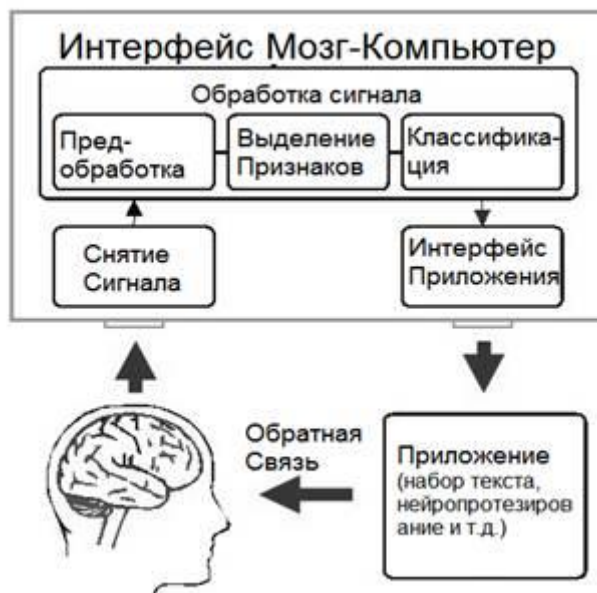 Интерфейс Мозг-Компьютер
Обработка сигнала
Пред-
обработка
Выделение
Признаков
Классифика-
ция
Снятие
Сигнала
Интерфейс
Приложения
Обратная
Связь
Приложение
(набор текста,
нейропротезиров
ание и т.д.)